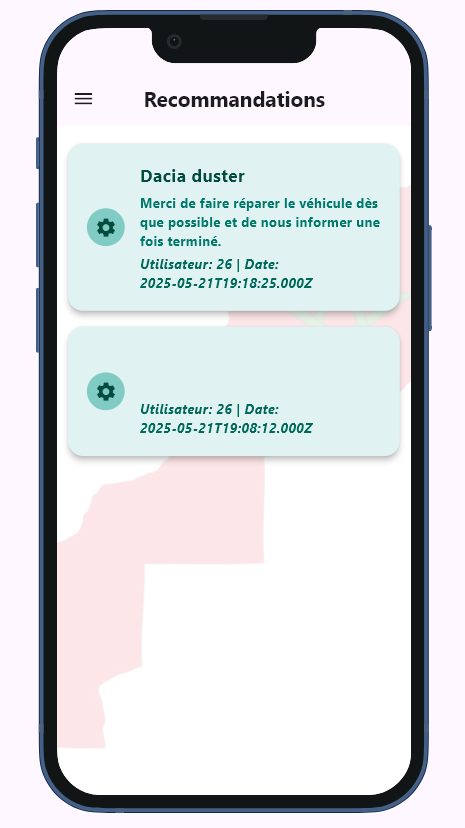 Recommandations
Dacia duster
Merci de faire réparer le véhicule dès
que possible et de nous informer une
fois terminé.
Utilisateur: 26 | Date:
2025-05-21T19:18:25.000Z
Utilisateur: 26 | Date:
2025-05-21T19:08:12.000Z